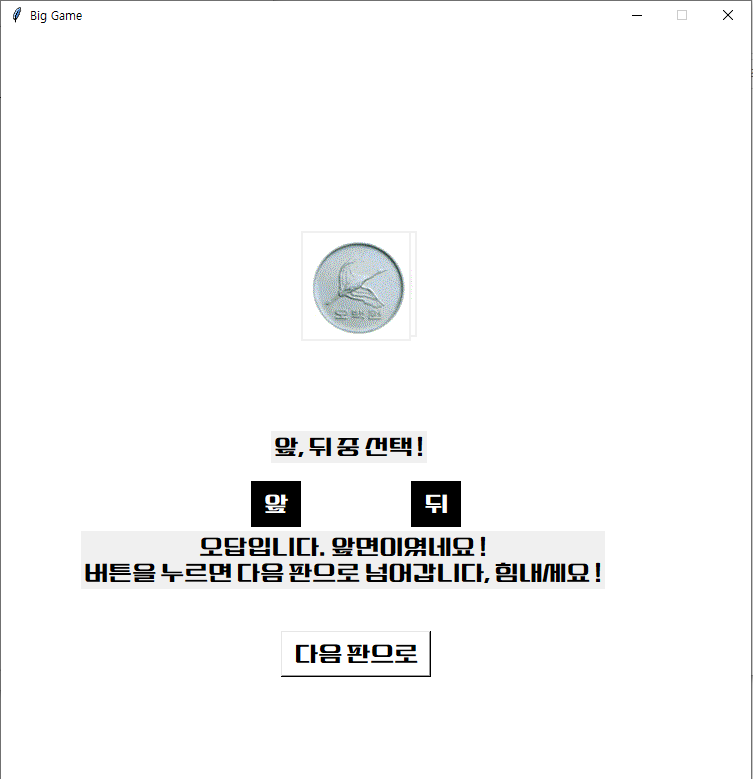 Big Game
오백원
앞, 뒤 중 선택!
앞
뒤
오답입니다. 앞면이였네요!
버튼을 누르면 다음 판으로 넘어갑니다, 힘내세요!
다음 판으로